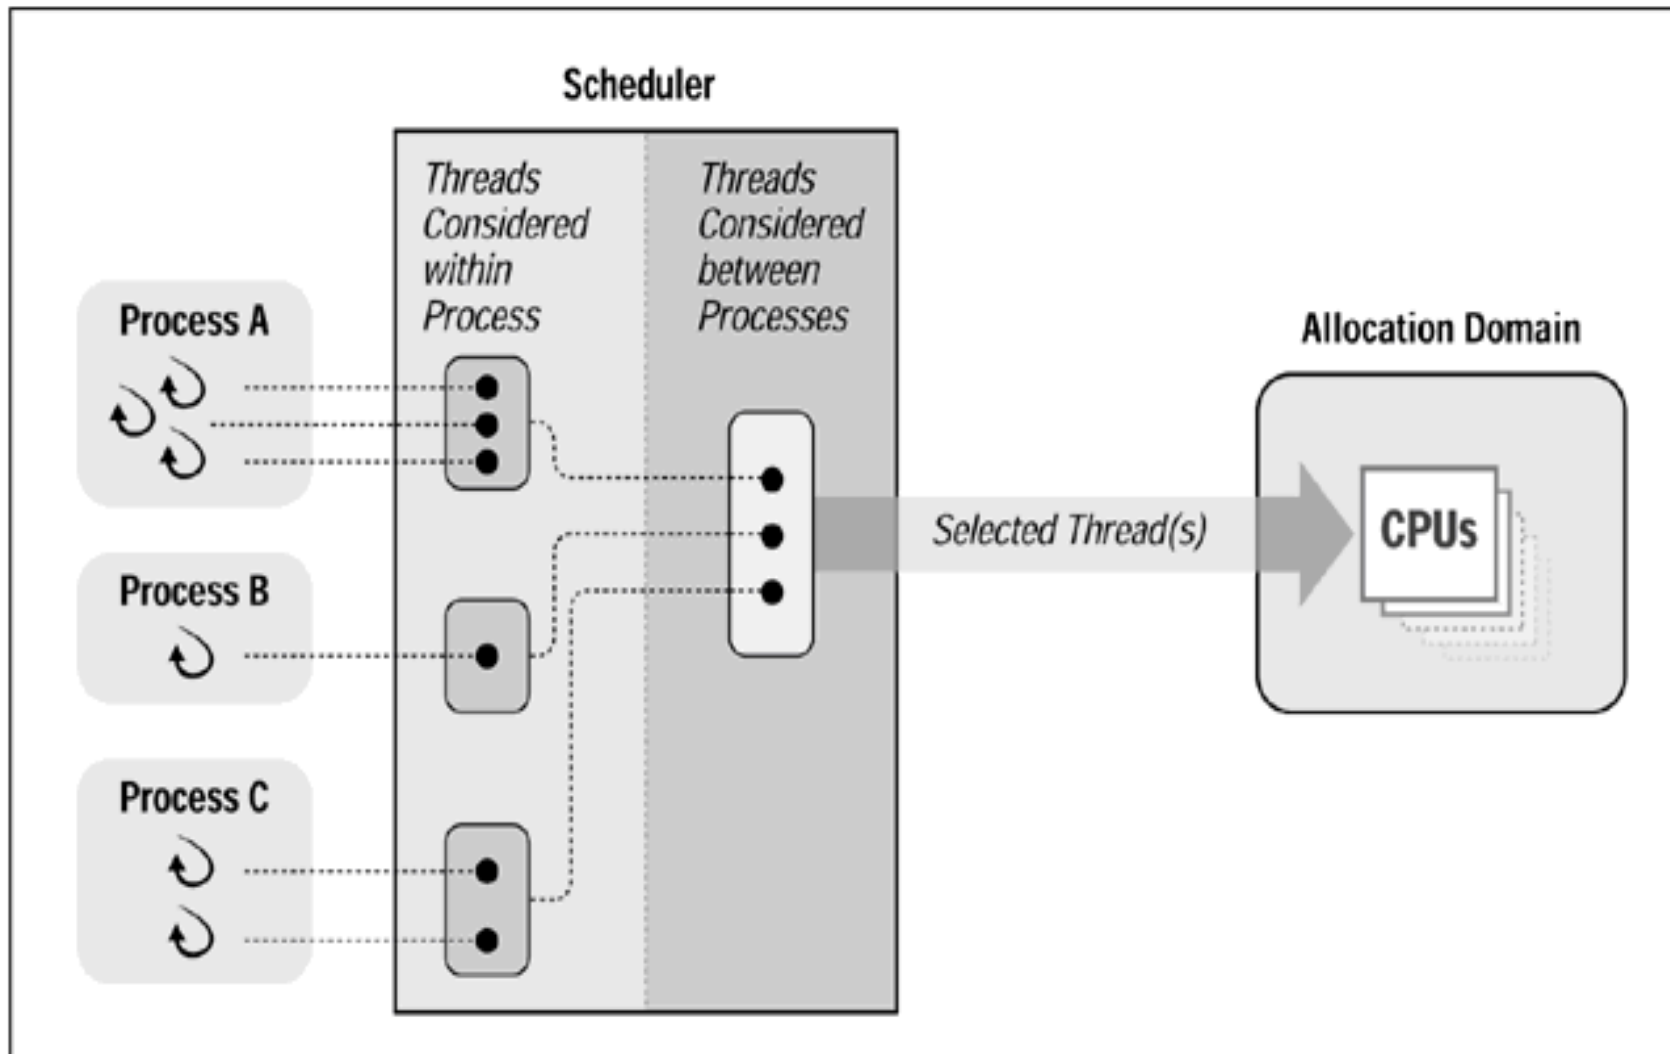 Scheduler
Threads
Considered
within
Process
Threads
Considered
between
Processes
Process A
Process B
Process C
Selected Thread(s)
Allocation Domain
CPUs